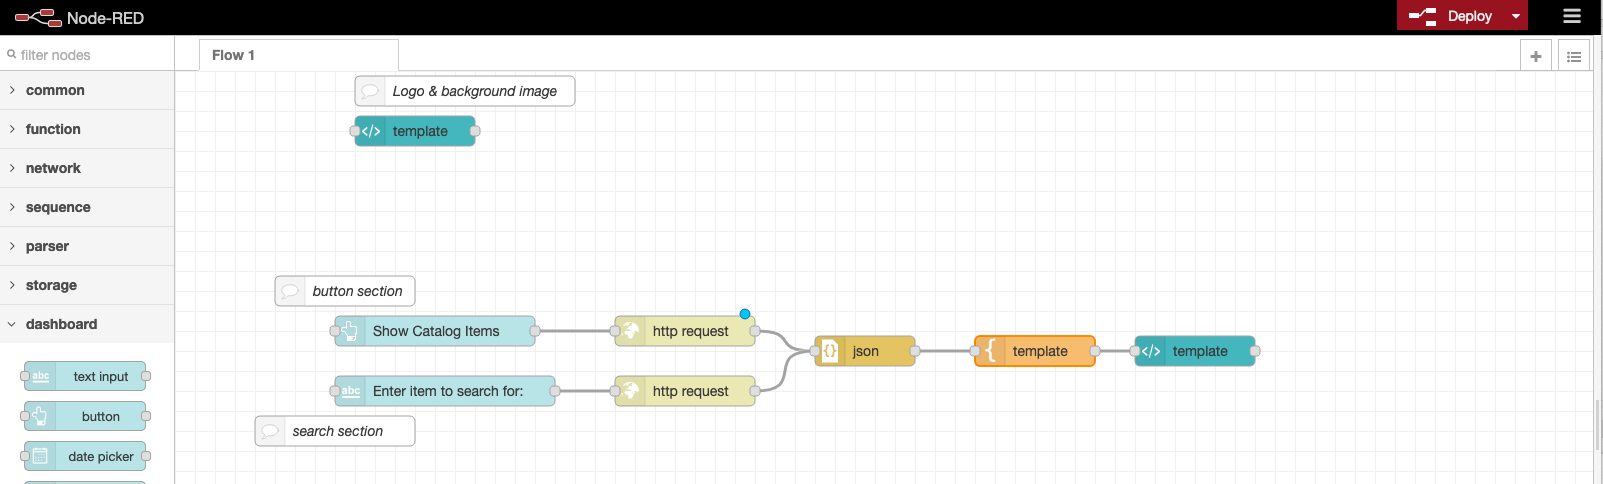 Node-RED
Deploy
filter nodes
Flow 1
common
function
network
sequence
parser
storage
dashboard
abc text input
button
date picker
Logo & background image
</> template
button section
Show Catalog Items
http request
{} json
{ template
</> template
abc Enter item to search for:
http request
search section